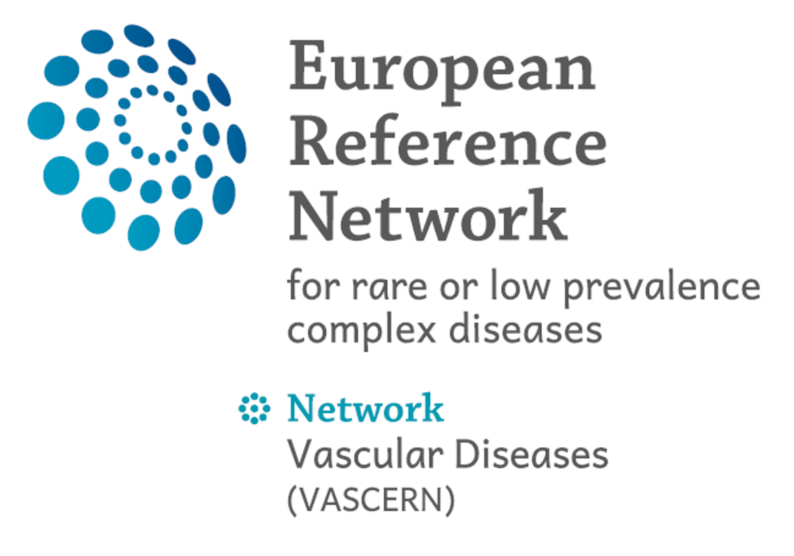 European
Reference
Network
for rare or low prevalence
complex diseases
Network
Vascular Diseases
(VASCERN)